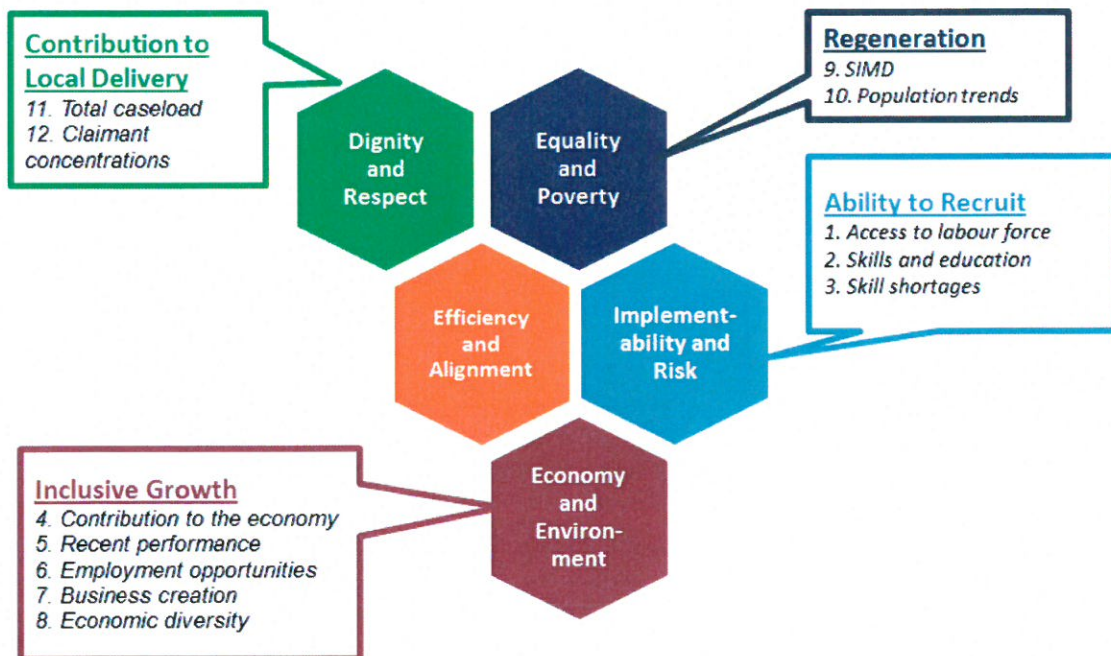 Contribution to
Local Delivery
11. Total caseload
12. Claimant
concentrations
Dignity
and
Respect
Equality
and
Poverty
Regeneration
9. SIMD
10. Population trends
Ability to Recruit
1. Access to labour force
2. Skills and education
3. Skill shortages
Efficiency
and
Alignment
Implement-
ability and
Risk
Inclusive Growth
4. Contribution to the economy
5. Recent performance
6. Employment opportunities
7. Business creation
8. Economic diversity
Economy
and
Environ-
ment